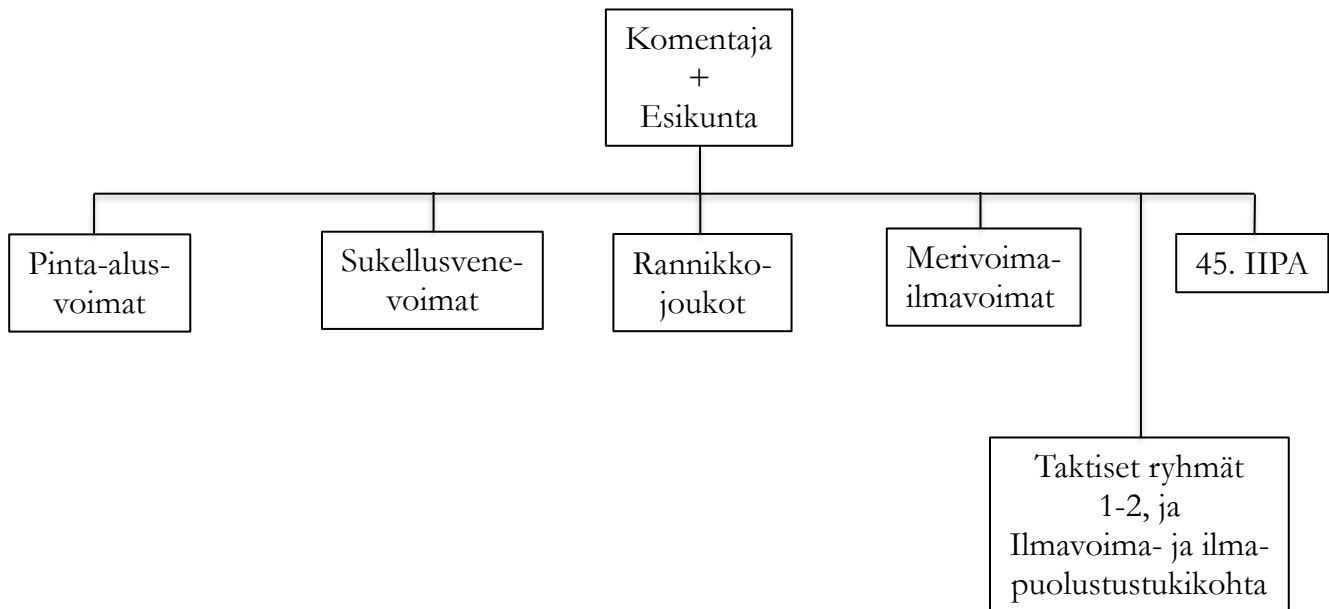 Komentaja
+
Esikunta
Pinta-alus-
voimat
Sukellusvene-
voimat
Rannikko-
joukot
Merivoima-
ilmavoimat
45. IIPA
Taktiset ryhmät
1-2, ja
Ilmavoima- ja ilma-
puolustustukikohta